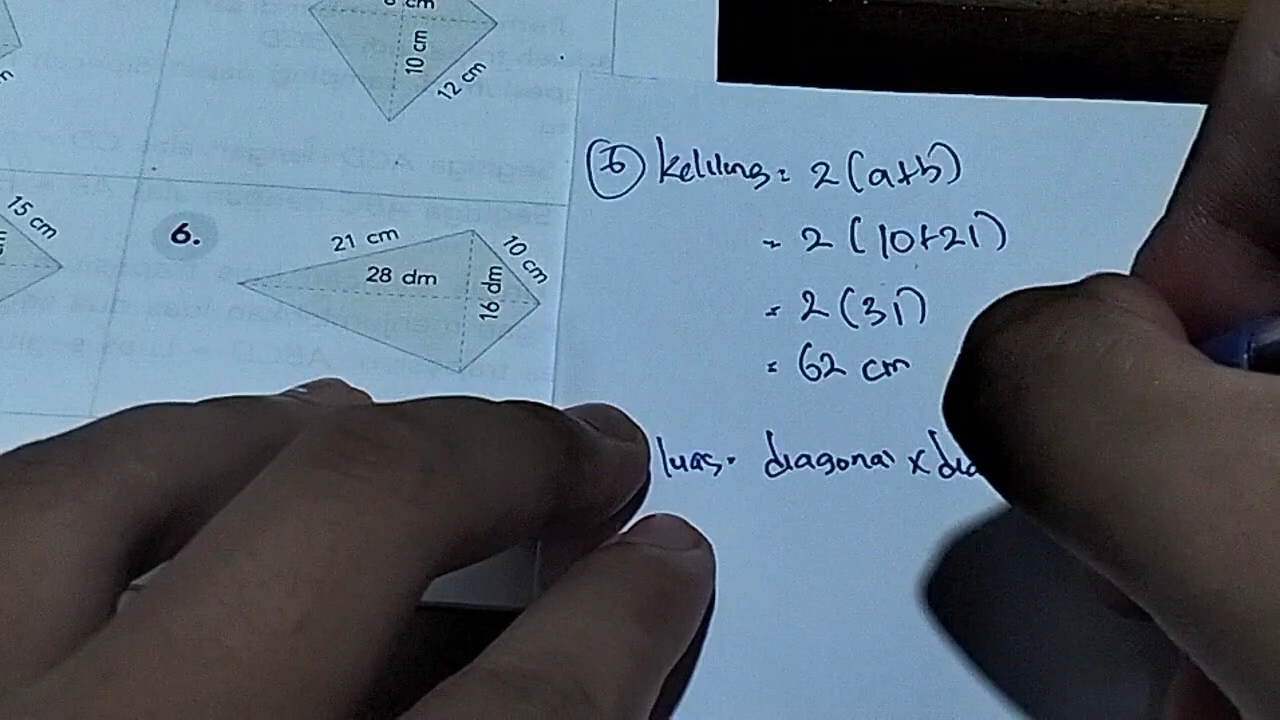 cm
10 cm
12 cm
15 cm
6.
21 cm
10 cm
28 dm
16 dm
6 keliling = 2 (a+b)
= 2 (10+21)
= 2 (31)
= 62 cm
luas = diagonal x dia